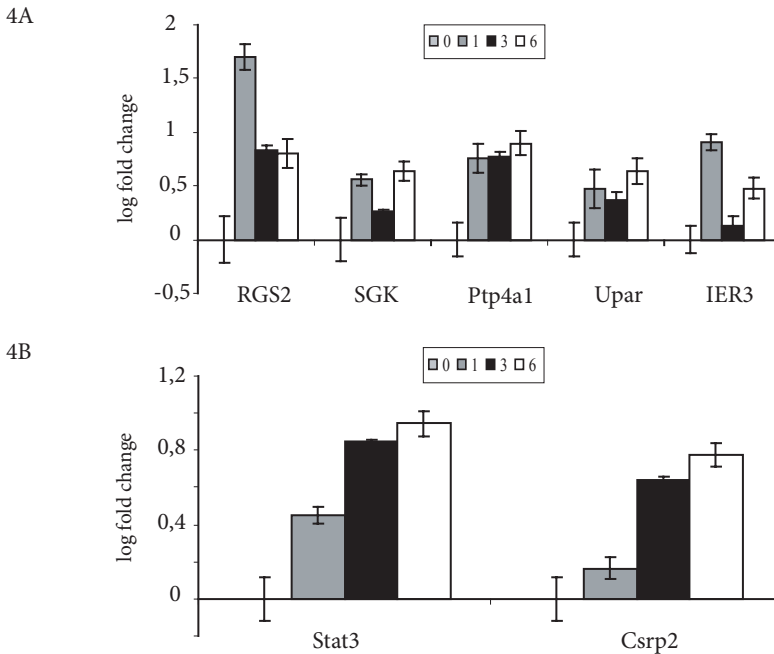 4A
log fold change
2
1,5
1
0,5
0
-0,5
0 1 3 6
RGS2 SGK Ptp4a1 Upar IER3
4B
log fold change
1,2
0,8
0,4
0
0 1 3 6
Stat3 Csrp2